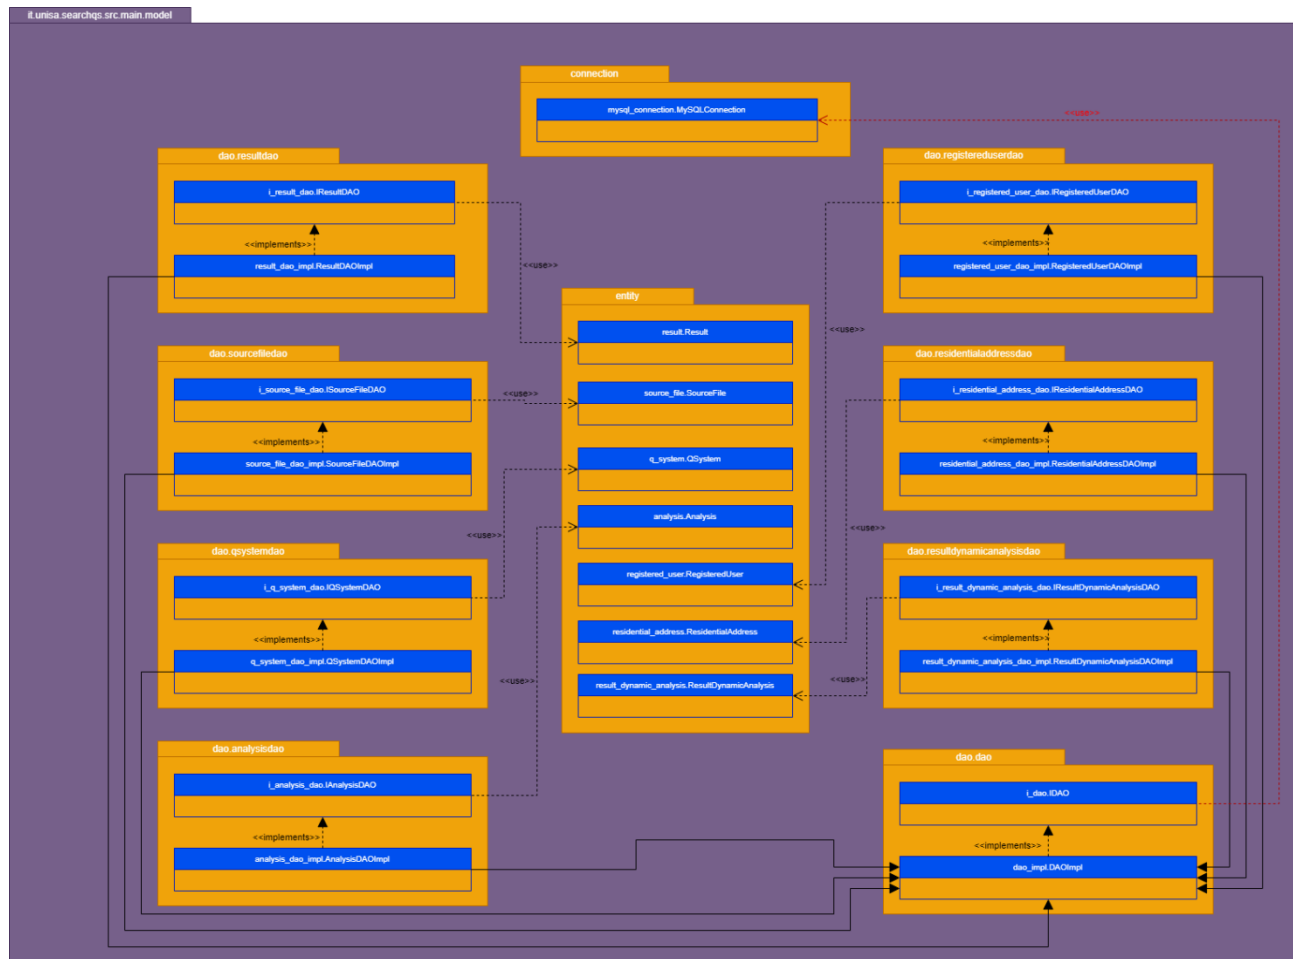 it.unisa.searchqs.src.main.model
connection
mysql_connection.MySQLConnection
<<use>>
dao.resultdao
i_result_dao.IResultDAO
<<implements>>
result_dao_impl.ResultDAOImpl
<<use>>
dao.registereduserdao
i_registered_user_dao.IRegisteredUserDAO
<<implements>>
registered_user_dao_impl.RegisteredUserDAOImpl
<<use>>
entity
result.Result
source_file.SourceFile
q_system.QSystem
analysis.Analysis
registered_user.RegisteredUser
residential_address.ResidentialAddress
result_dynamic_analysis.ResultDynamicAnalysis
dao.sourcefiledao
i_source_file_dao.ISourceFileDAO
<<implements>>
source_file_dao_impl.SourceFileDAOImpl
<<use>>
dao.residentialaddressdao
i_residential_address_dao.IResidentialAddressDAO
<<implements>>
residential_address_dao_impl.ResidentialAddressDAOImpl
<<use>>
dao.qsystemdao
i_q_system_dao.IQSystemDAO
<<implements>>
q_system_dao_impl.QSystemDAOImpl
<<use>>
dao.resultdynamicanalysisdao
i_result_dynamic_analysis_dao.IResultDynamicAnalysisDAO
<<implements>>
result_dynamic_analysis_dao_impl.ResultDynamicAnalysisDAOImpl
<<use>>
dao.analysisdao
i_analysis_dao.IAnalysisDAO
<<implements>>
analysis_dao_impl.AnalysisDAOImpl
<<use>>
dao.dao
i_dao.IDAO
<<implements>>
dao_impl.DAOImpl